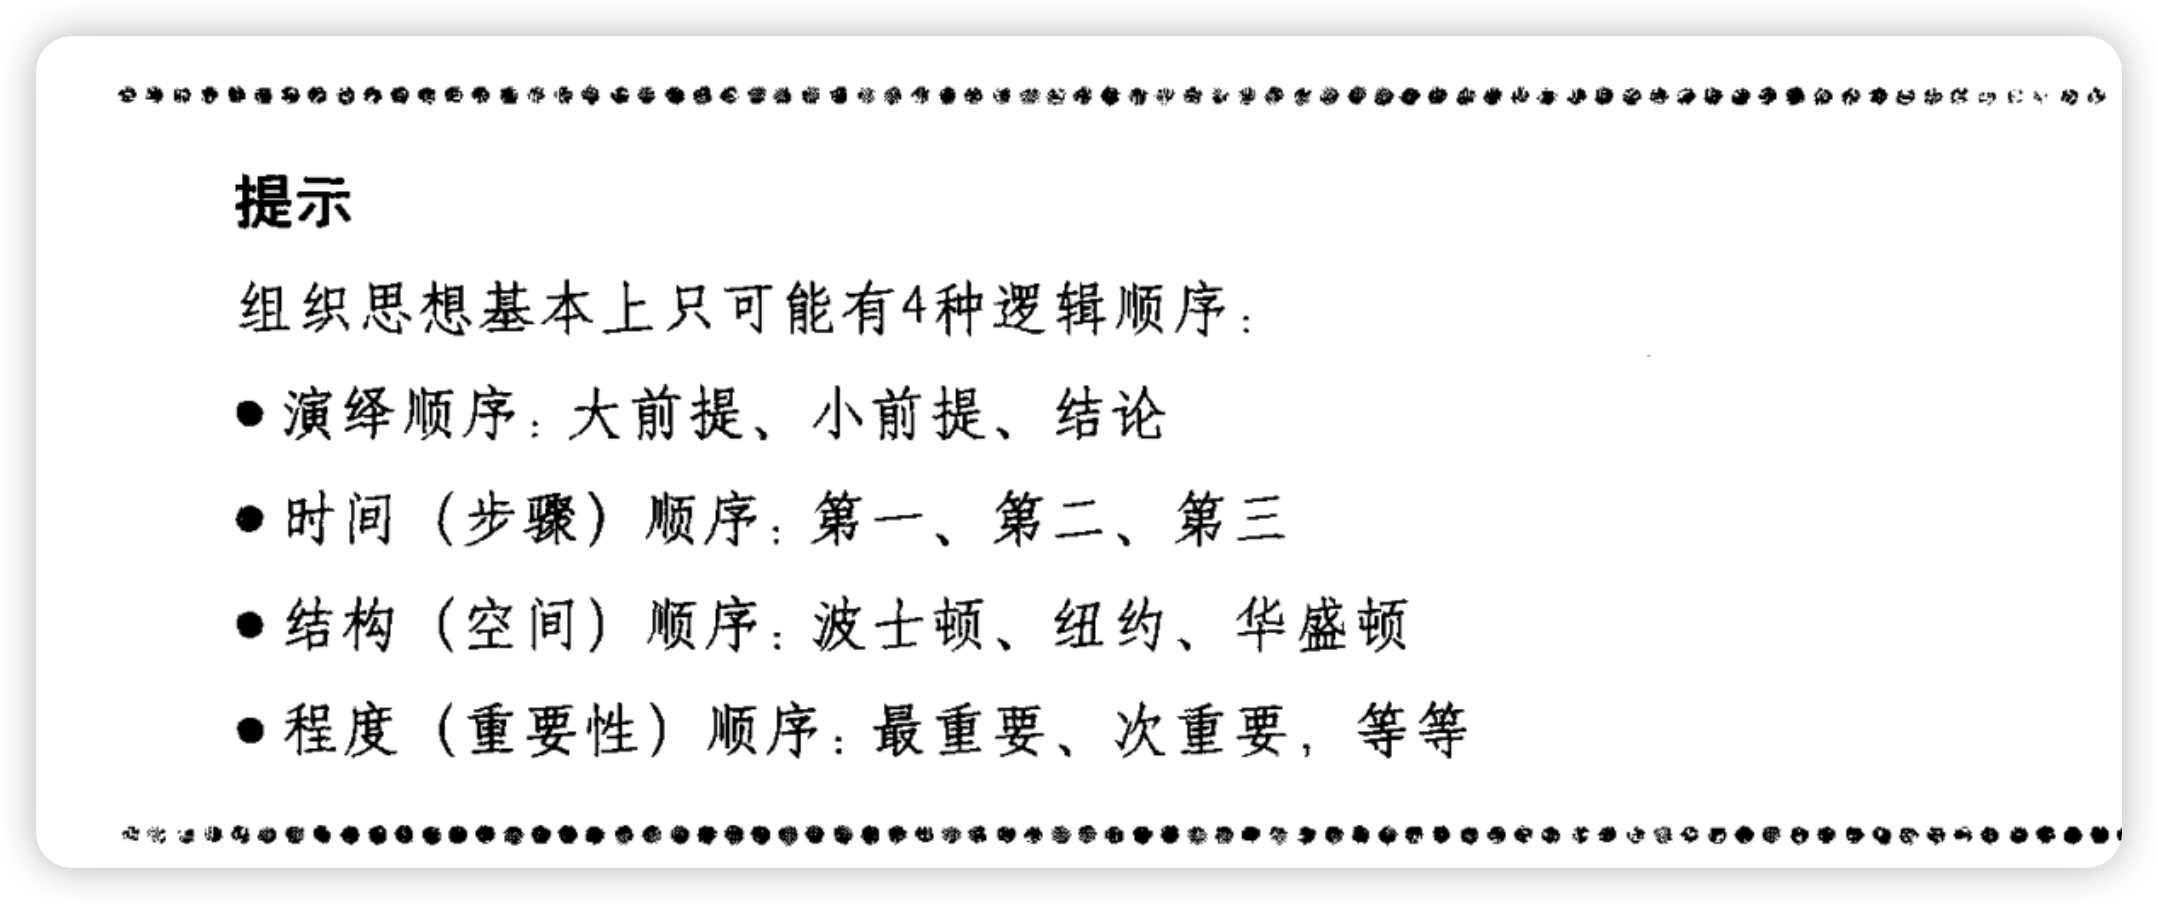 提示
组织思想基本上只可能有4种逻辑顺序：
●演绎顺序：大前提、小前提、结论
●时间（步骤）顺序：第一、第二、第三
●结构（空间）顺序：波士顿、纽约、华盛顿
●程度（重要性）顺序：最重要、次重要，等等